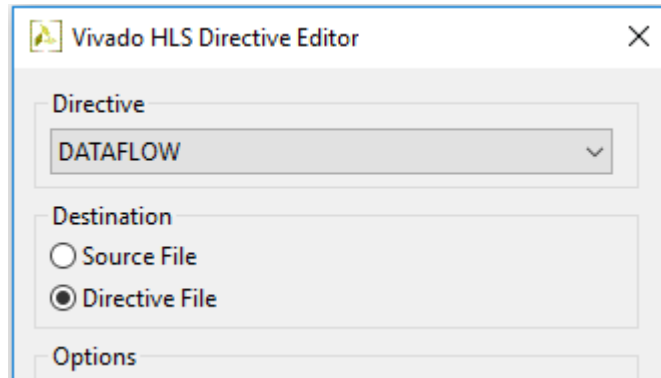 Vivado HLS Directive Editor
Directive
DATAFLOW
Destination
Source File
Directive File
Options